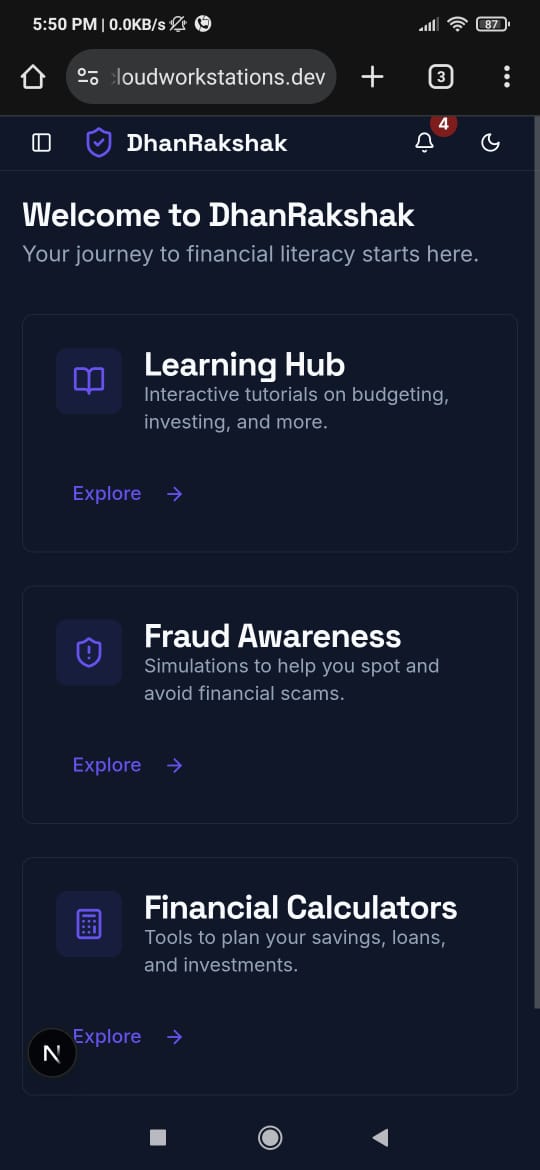 5:50 PM | 0.0KB/s
87
loudworkstations.dev
3
DhanRakshak
4
Welcome to DhanRakshak
Your journey to financial literacy starts here.
Learning Hub
Interactive tutorials on budgeting,
investing, and more.
Explore
Fraud Awareness
Simulations to help you spot and
avoid financial scams.
Explore
Financial Calculators
Tools to plan your savings, loans,
and investments.
Explore
N